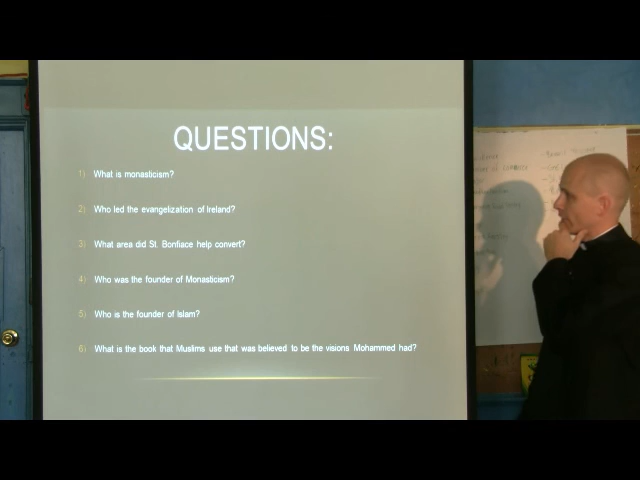 QUESTIONS:
1) What is monasticism?
2) Who led the evangelization of Ireland?
3) What area did St. Bonfiace help convert?
4) Who was the founder of Monasticism?
5) Who is the founder of Islam?
6) What is the book that Muslims use that was believed to be the visions Mohammed had?